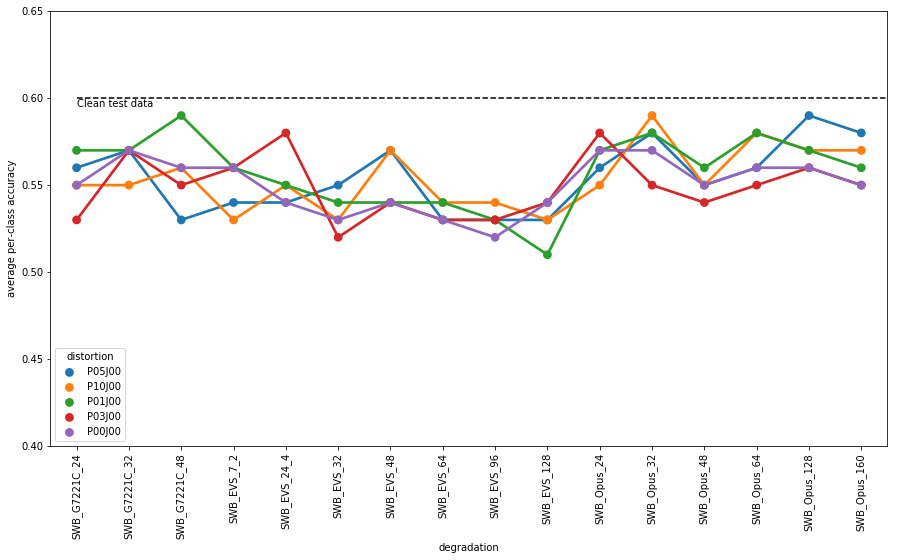 0.65
0.60
Clean test data
0.55
0.50
0.45
0.40
average per-class accuracy
distortion
P05J00
P10J00
P01J00
P03J00
P00J00
SWB_G7221C_24
SWB_G7221C_32
SWB_G7221C_48
SWB_EVS_7_2
SWB_EVS_24_4
SWB_EVS_32
SWB_EVS_48
SWB_EVS_64
SWB_EVS_96
SWB_EVS_128
SWB_Opus_24
SWB_Opus_32
SWB_Opus_48
SWB_Opus_64
SWB_Opus_128
SWB_Opus_160
degradation